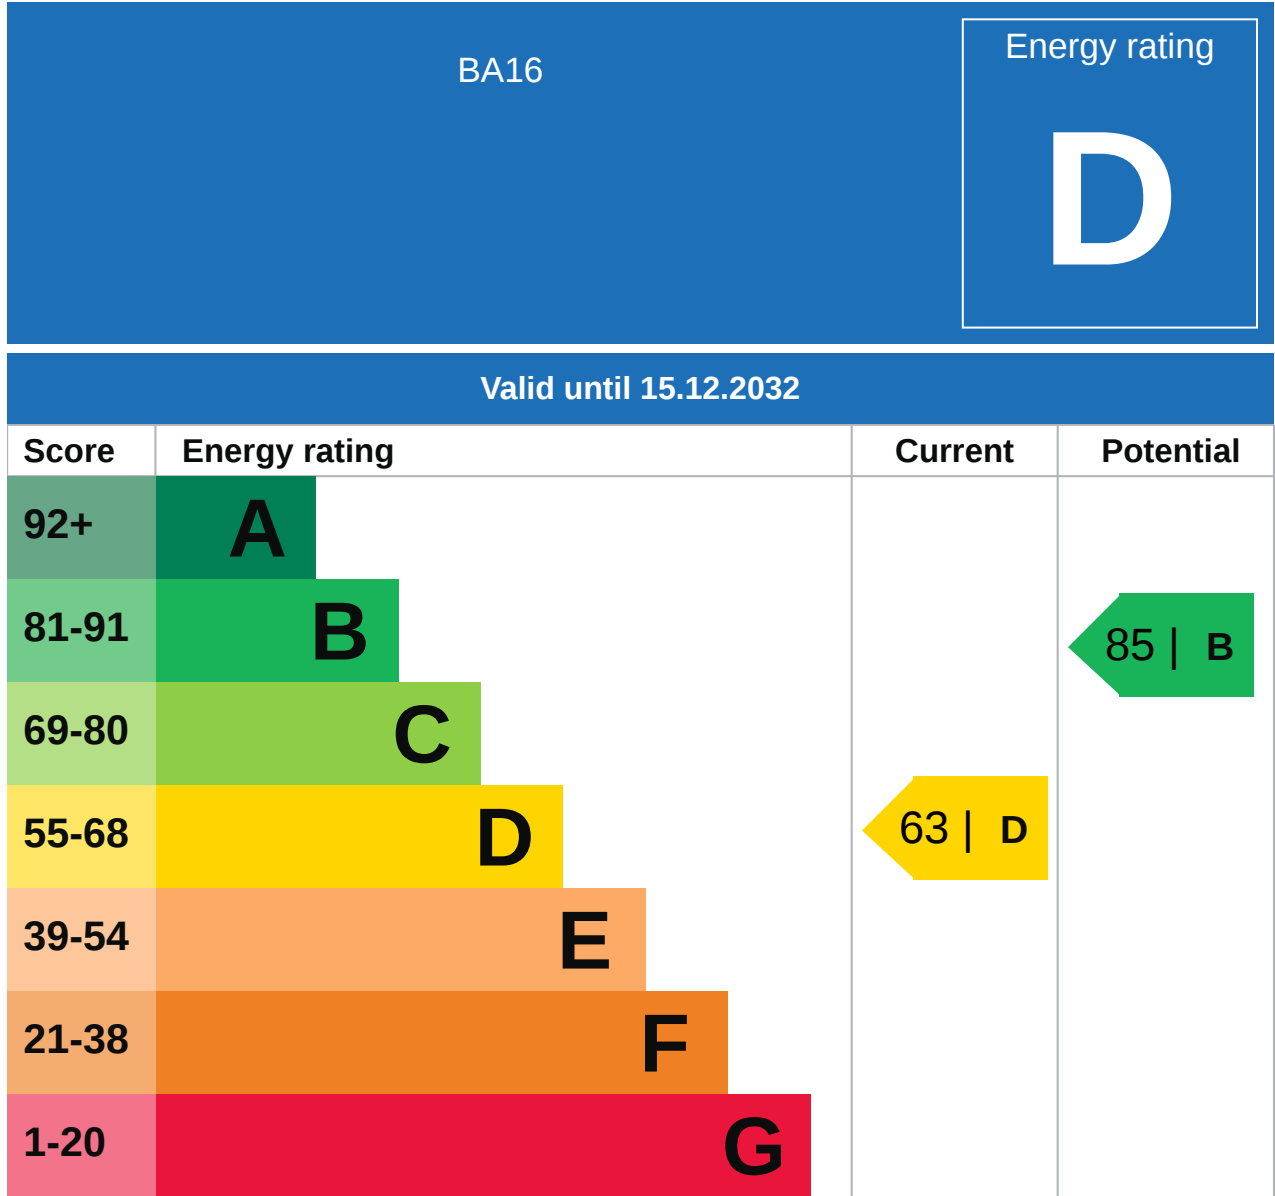 BA16
Energy rating
D
Valid until 15.12.2032
Score Energy rating Current Potential
92+ A
81-91 B 85 | B
69-80 C
55-68 D 63 | D
39-54 E
21-38 F
1-20 G